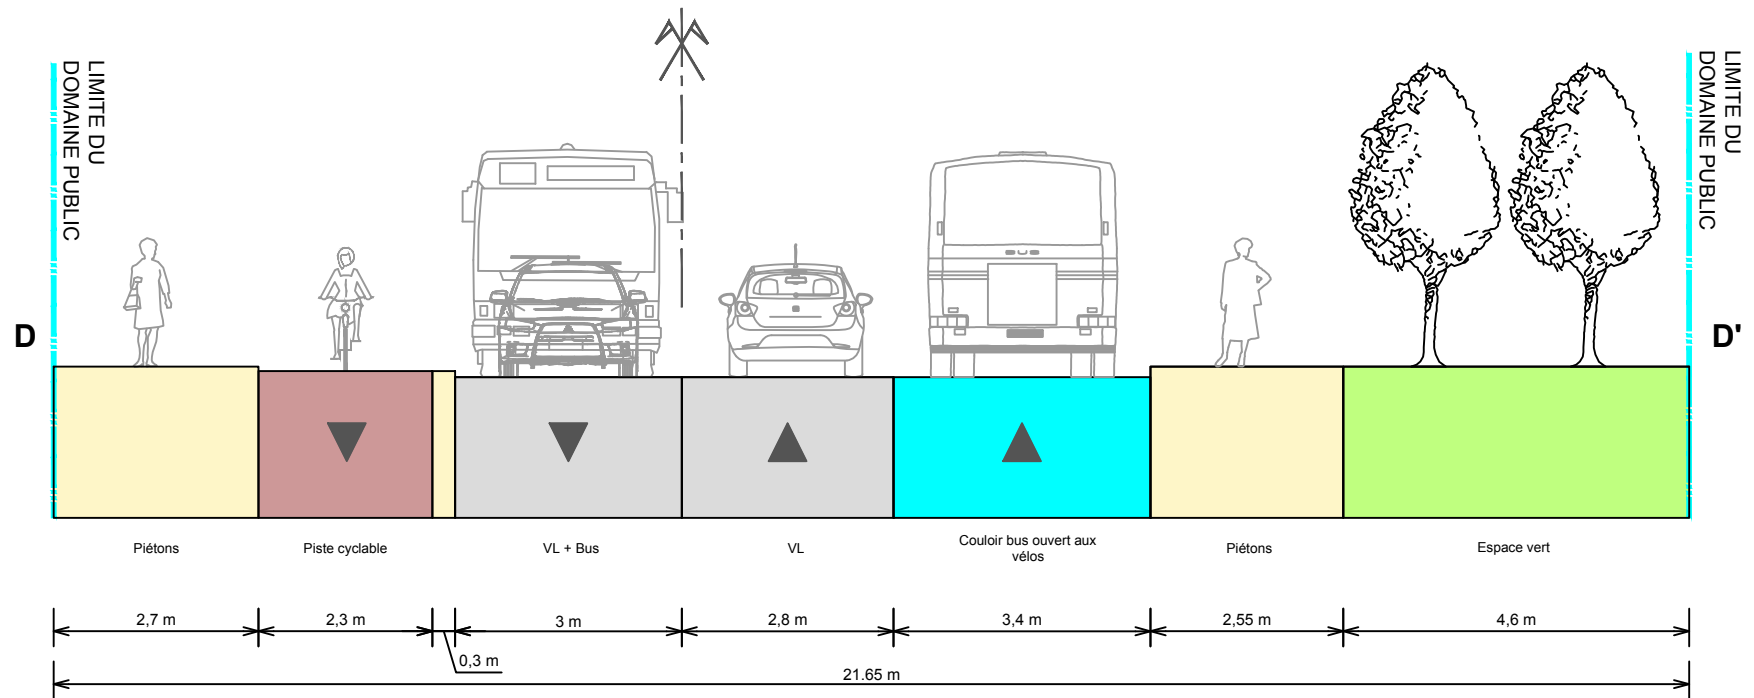 LIMITE DU
DOMAINE PUBLIC
LIMITE DU
DOMAINE PUBLIC
BUS
D
D'
Piétons
Piste cyclable
VL + Bus
VL
Couloir bus ouvert aux
vélos
Piétons
Espace vert
2,7 m
2,3 m
3 m
2,8 m
3,4 m
2,55 m
4,6 m
0,3 m
21.65 m